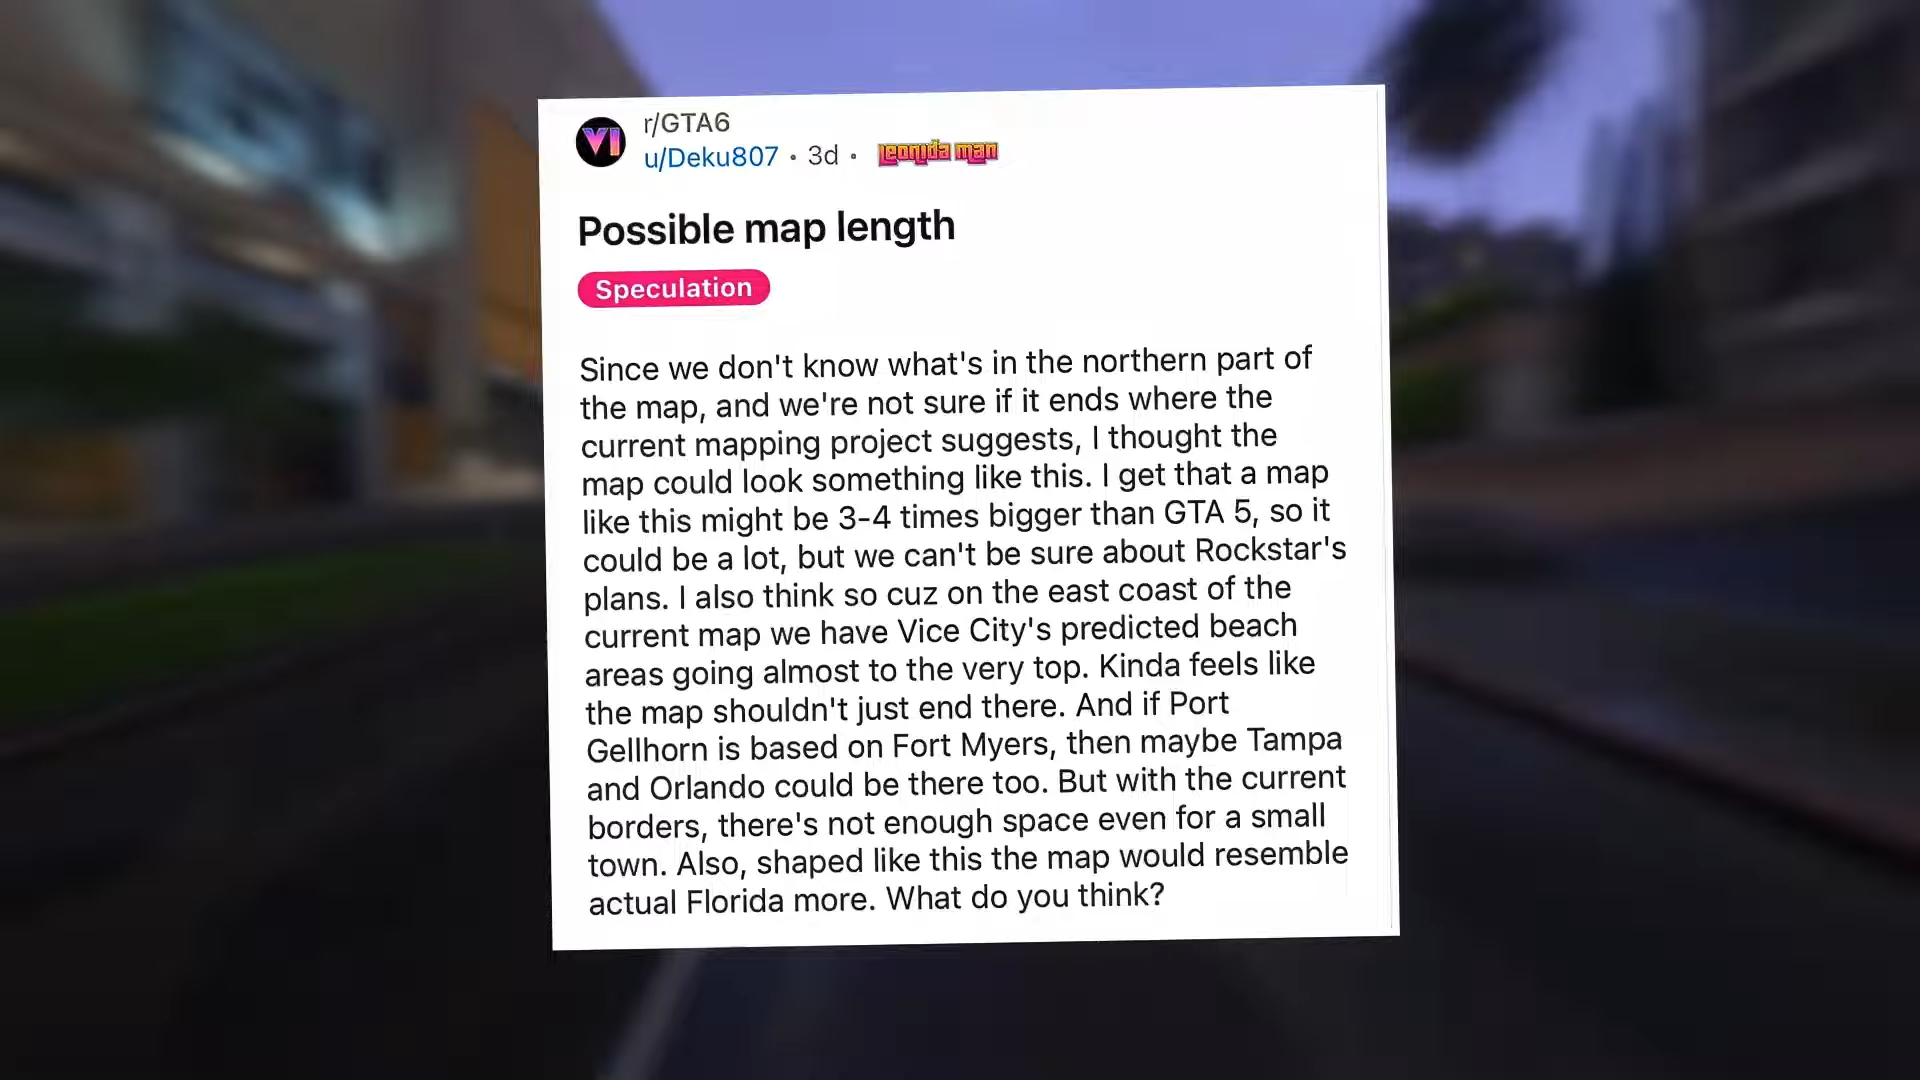 VI
r/GTA6
u/Deku807 • 3d •
leonida man
Possible map length
Speculation
Since we don't know what's in the northern part of
the map, and we're not sure if it ends where the
current mapping project suggests, I thought the
map could look something like this. I get that a map
like this might be 3-4 times bigger than GTA 5, so it
could be a lot, but we can't be sure about Rockstar's
plans. I also think so cuz on the east coast of the
current map we have Vice City's predicted beach
areas going almost to the very top. Kinda feels like
the map shouldn't just end there. And if Port
Gellhorn is based on Fort Myers, then maybe Tampa
and Orlando could be there too. But with the current
borders, there's not enough space even for a small
town. Also, shaped like this the map would resemble
actual Florida more. What do you think?